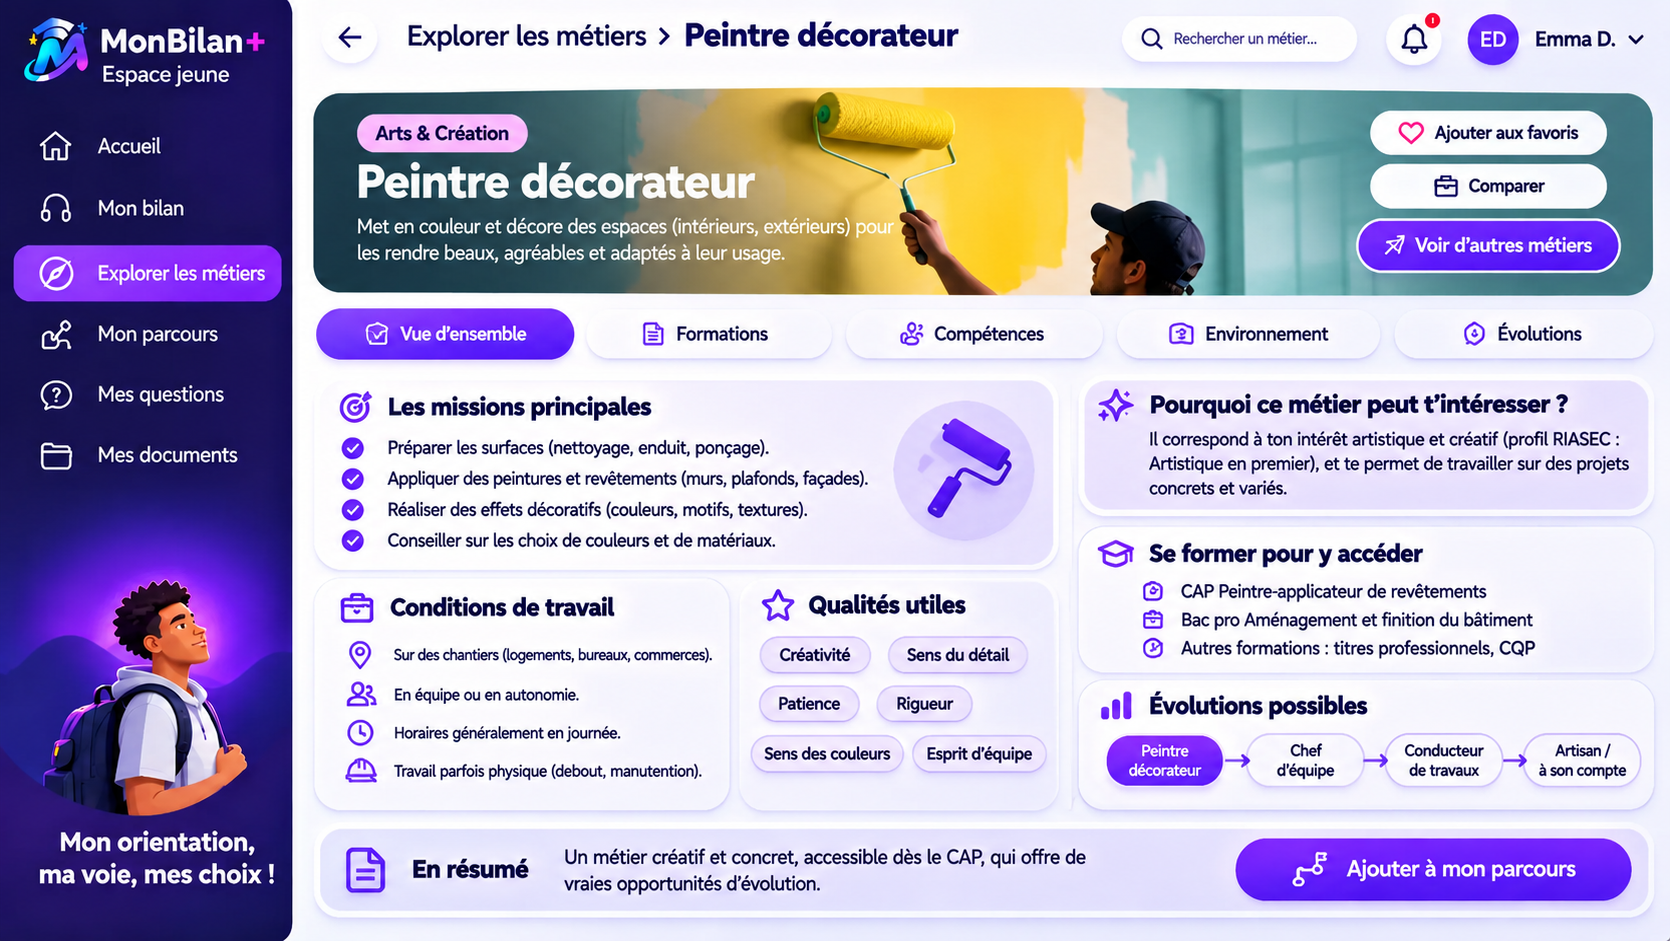 MonBilan+
Espace jeune
Accueil
Mon bilan
Explorer les métiers
Mon parcours
Mes questions
Mes documents
Mon orientation,
ma voie, mes choix !
Explorer les métiers > Peintre décorateur
Rechercher un métier...
ED
Emma D.
Arts & Création
Peintre décorateur
Met en couleur et décore des espaces (intérieurs, extérieurs) pour
les rendre beaux, agréables et adaptés à leur usage.
Ajouter aux favoris
Comparer
Voir d'autres métiers
Vue d'ensemble
Formations
Compétences
Environnement
Évolutions
Les missions principales
Préparer les surfaces (nettoyage, enduit, ponçage).
Appliquer des peintures et revêtements (murs, plafonds, façades).
Réaliser des effets décoratifs (couleurs, motifs, textures).
Conseiller sur les choix de couleurs et de matériaux.
Pourquoi ce métier peut t'intéresser ?
Il correspond à ton intérêt artistique et créatif (profil RIASEC :
Artistique en premier), et te permet de travailler sur des projets
concrets et variés.
Conditions de travail
Sur des chantiers (logements, bureaux, commerces).
En équipe ou en autonomie.
Horaires généralement en journée.
Travail parfois physique (debout, manutention).
Qualités utiles
Créativité
Sens du détail
Patience
Rigueur
Sens des couleurs
Esprit d'équipe
Se former pour y accéder
CAP Peintre-applicateur de revêtements
Bac pro Aménagement et finition du bâtiment
Autres formations : titres professionnels, CQP
Évolutions possibles
Peintre
décorateur
Chef
d'équipe
Conducteur
de travaux
Artisan /
à son compte
En résumé
Un métier créatif et concret, accessible dès le CAP, qui offre de
vraies opportunités d'évolution.
Ajouter à mon parcours